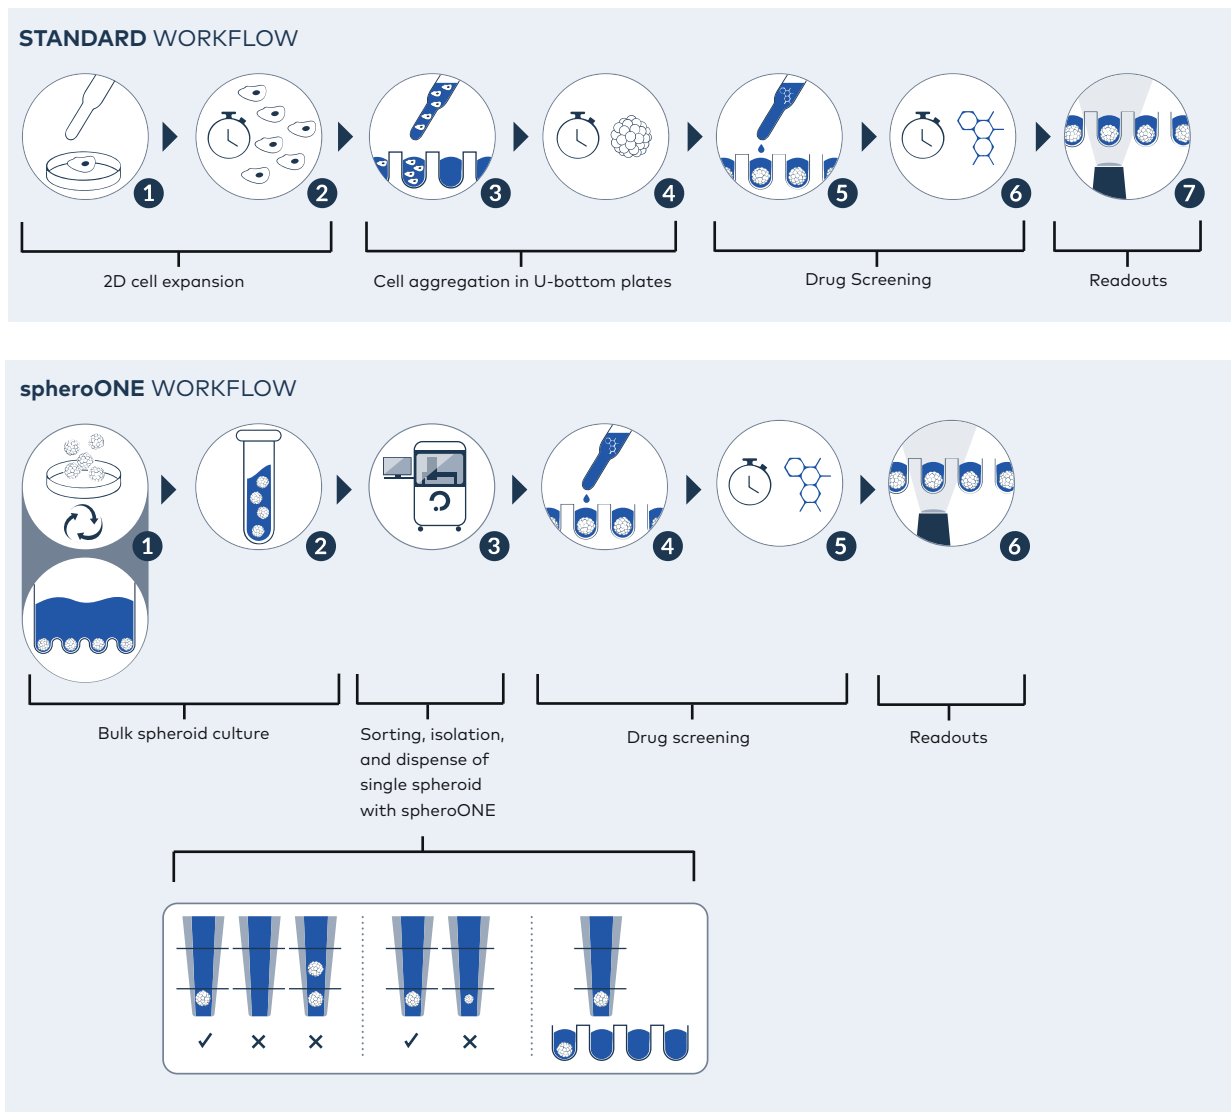 STANDARD WORKFLOW
1
2
3
4
5
6
7
2D cell expansion
Cell aggregation in U-bottom plates
Drug Screening
Readouts
spheroONE WORKFLOW
1
2
3
4
5
6
Bulk spheroid culture
Sorting, isolation,
and dispense of
single spheroid
with spheroONE
Drug screening
Readouts